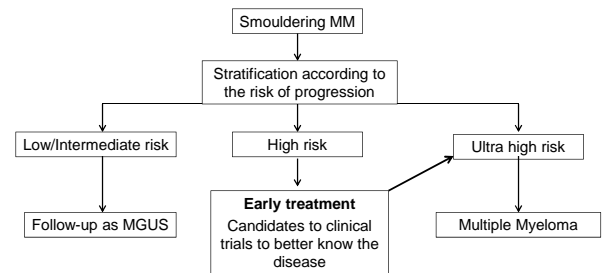 Smouldering MM
Stratification according to
the risk of progression
Low/Intermediate risk
High risk
Ultra high risk
Follow-up as MGUS
Early treatment
Candidates to clinical
trials to better know the
disease
Multiple Myeloma